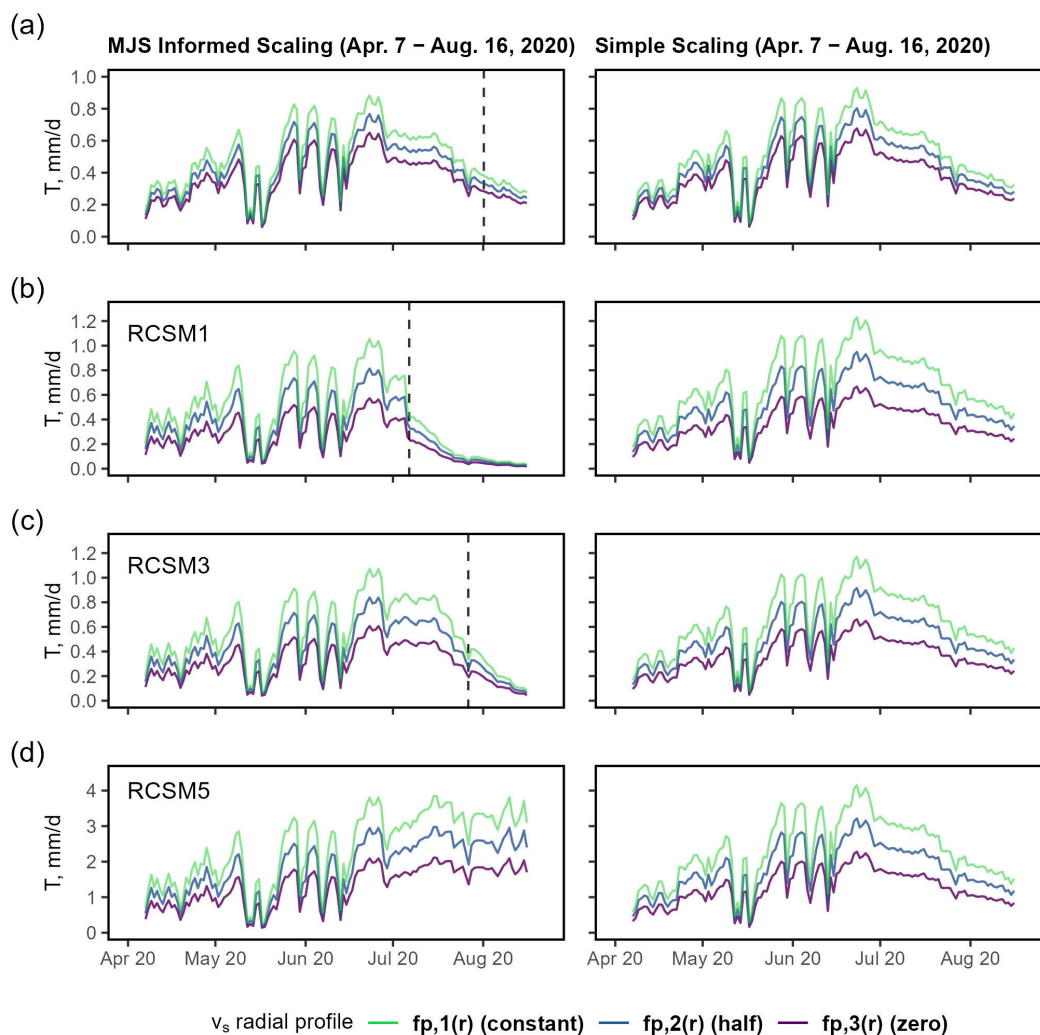 (a)
MJS Informed Scaling (Apr. 7 − Aug. 16, 2020) Simple Scaling (Apr. 7 − Aug. 16, 2020)
T, mm/d
1.0
0.8
0.6
0.4
0.2
0.0
(b)
RCSM1
T, mm/d
1.2
1.0
0.8
0.6
0.4
0.2
0.0
(c)
RCSM3
T, mm/d
1.2
1.0
0.8
0.6
0.4
0.2
0.0
(d)
RCSM5
T, mm/d
4
3
2
1
0
Apr 20 May 20 Jun 20 Jul 20 Aug 20 Apr 20 May 20 Jun 20 Jul 20 Aug 20
vₛ radial profile fp,1(r) (constant) fp,2(r) (half) fp,3(r) (zero)